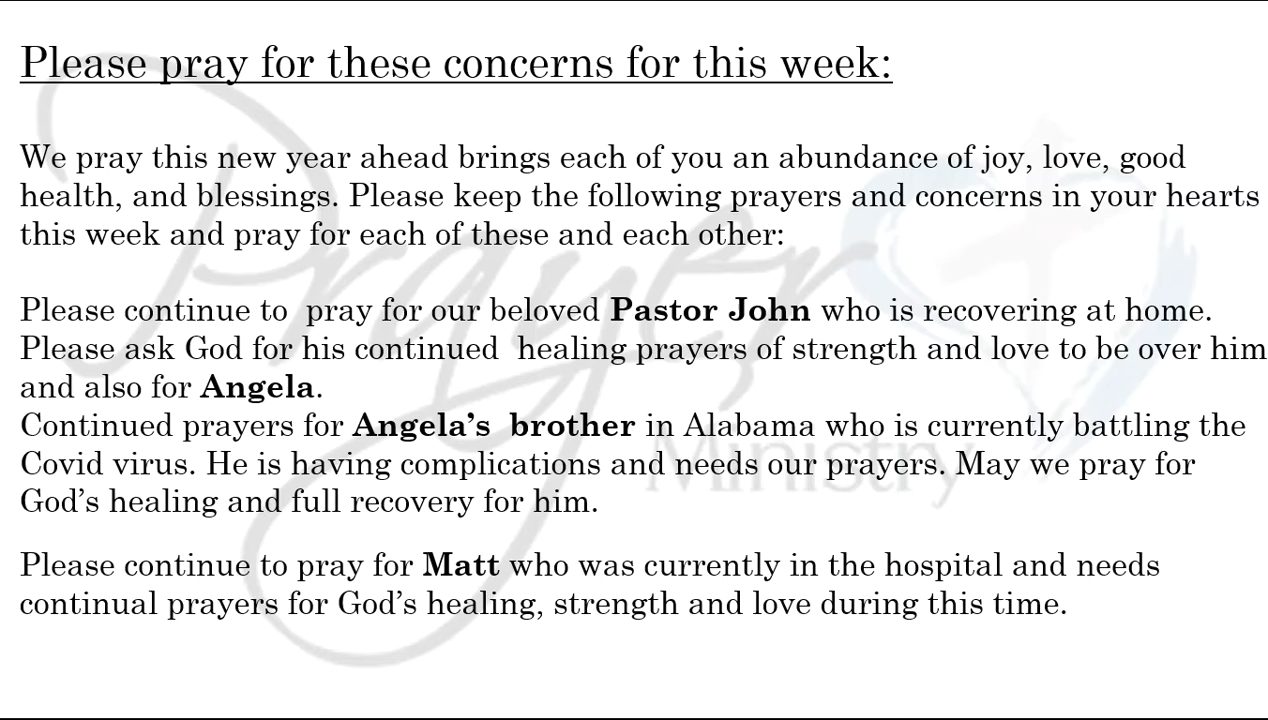 Please pray for these concerns for this week:
We pray this new year ahead brings each of you an abundance of joy, love, good
health, and blessings. Please keep the following prayers and concerns in your hearts
this week and pray for each of these and each other:
Please continue to  pray for our beloved Pastor John who is recovering at home.
Please ask God for his continued  healing prayers of strength and love to be over him
and also for Angela.
Continued prayers for Angela’s  brother in Alabama who is currently battling the
Covid virus. He is having complications and needs our prayers. May we pray for
God’s healing and full recovery for him.
Please continue to pray for Matt who was currently in the hospital and needs
continual prayers for God’s healing, strength and love during this time.
Prayer
Ministry